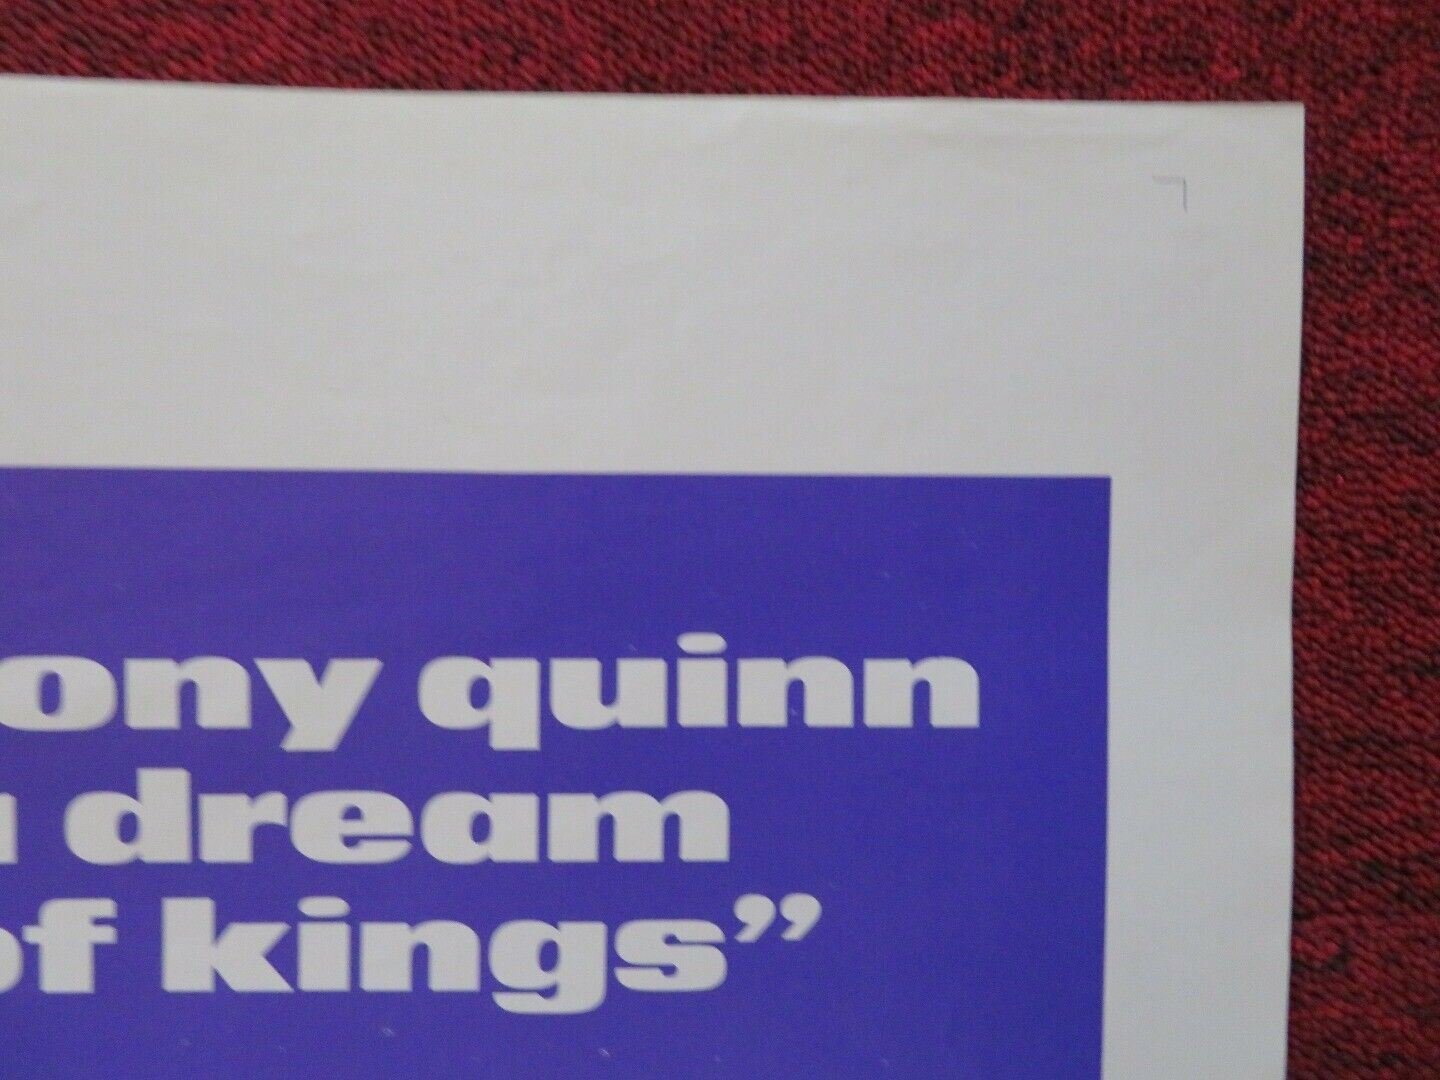 ony quinn
dream
of kings”